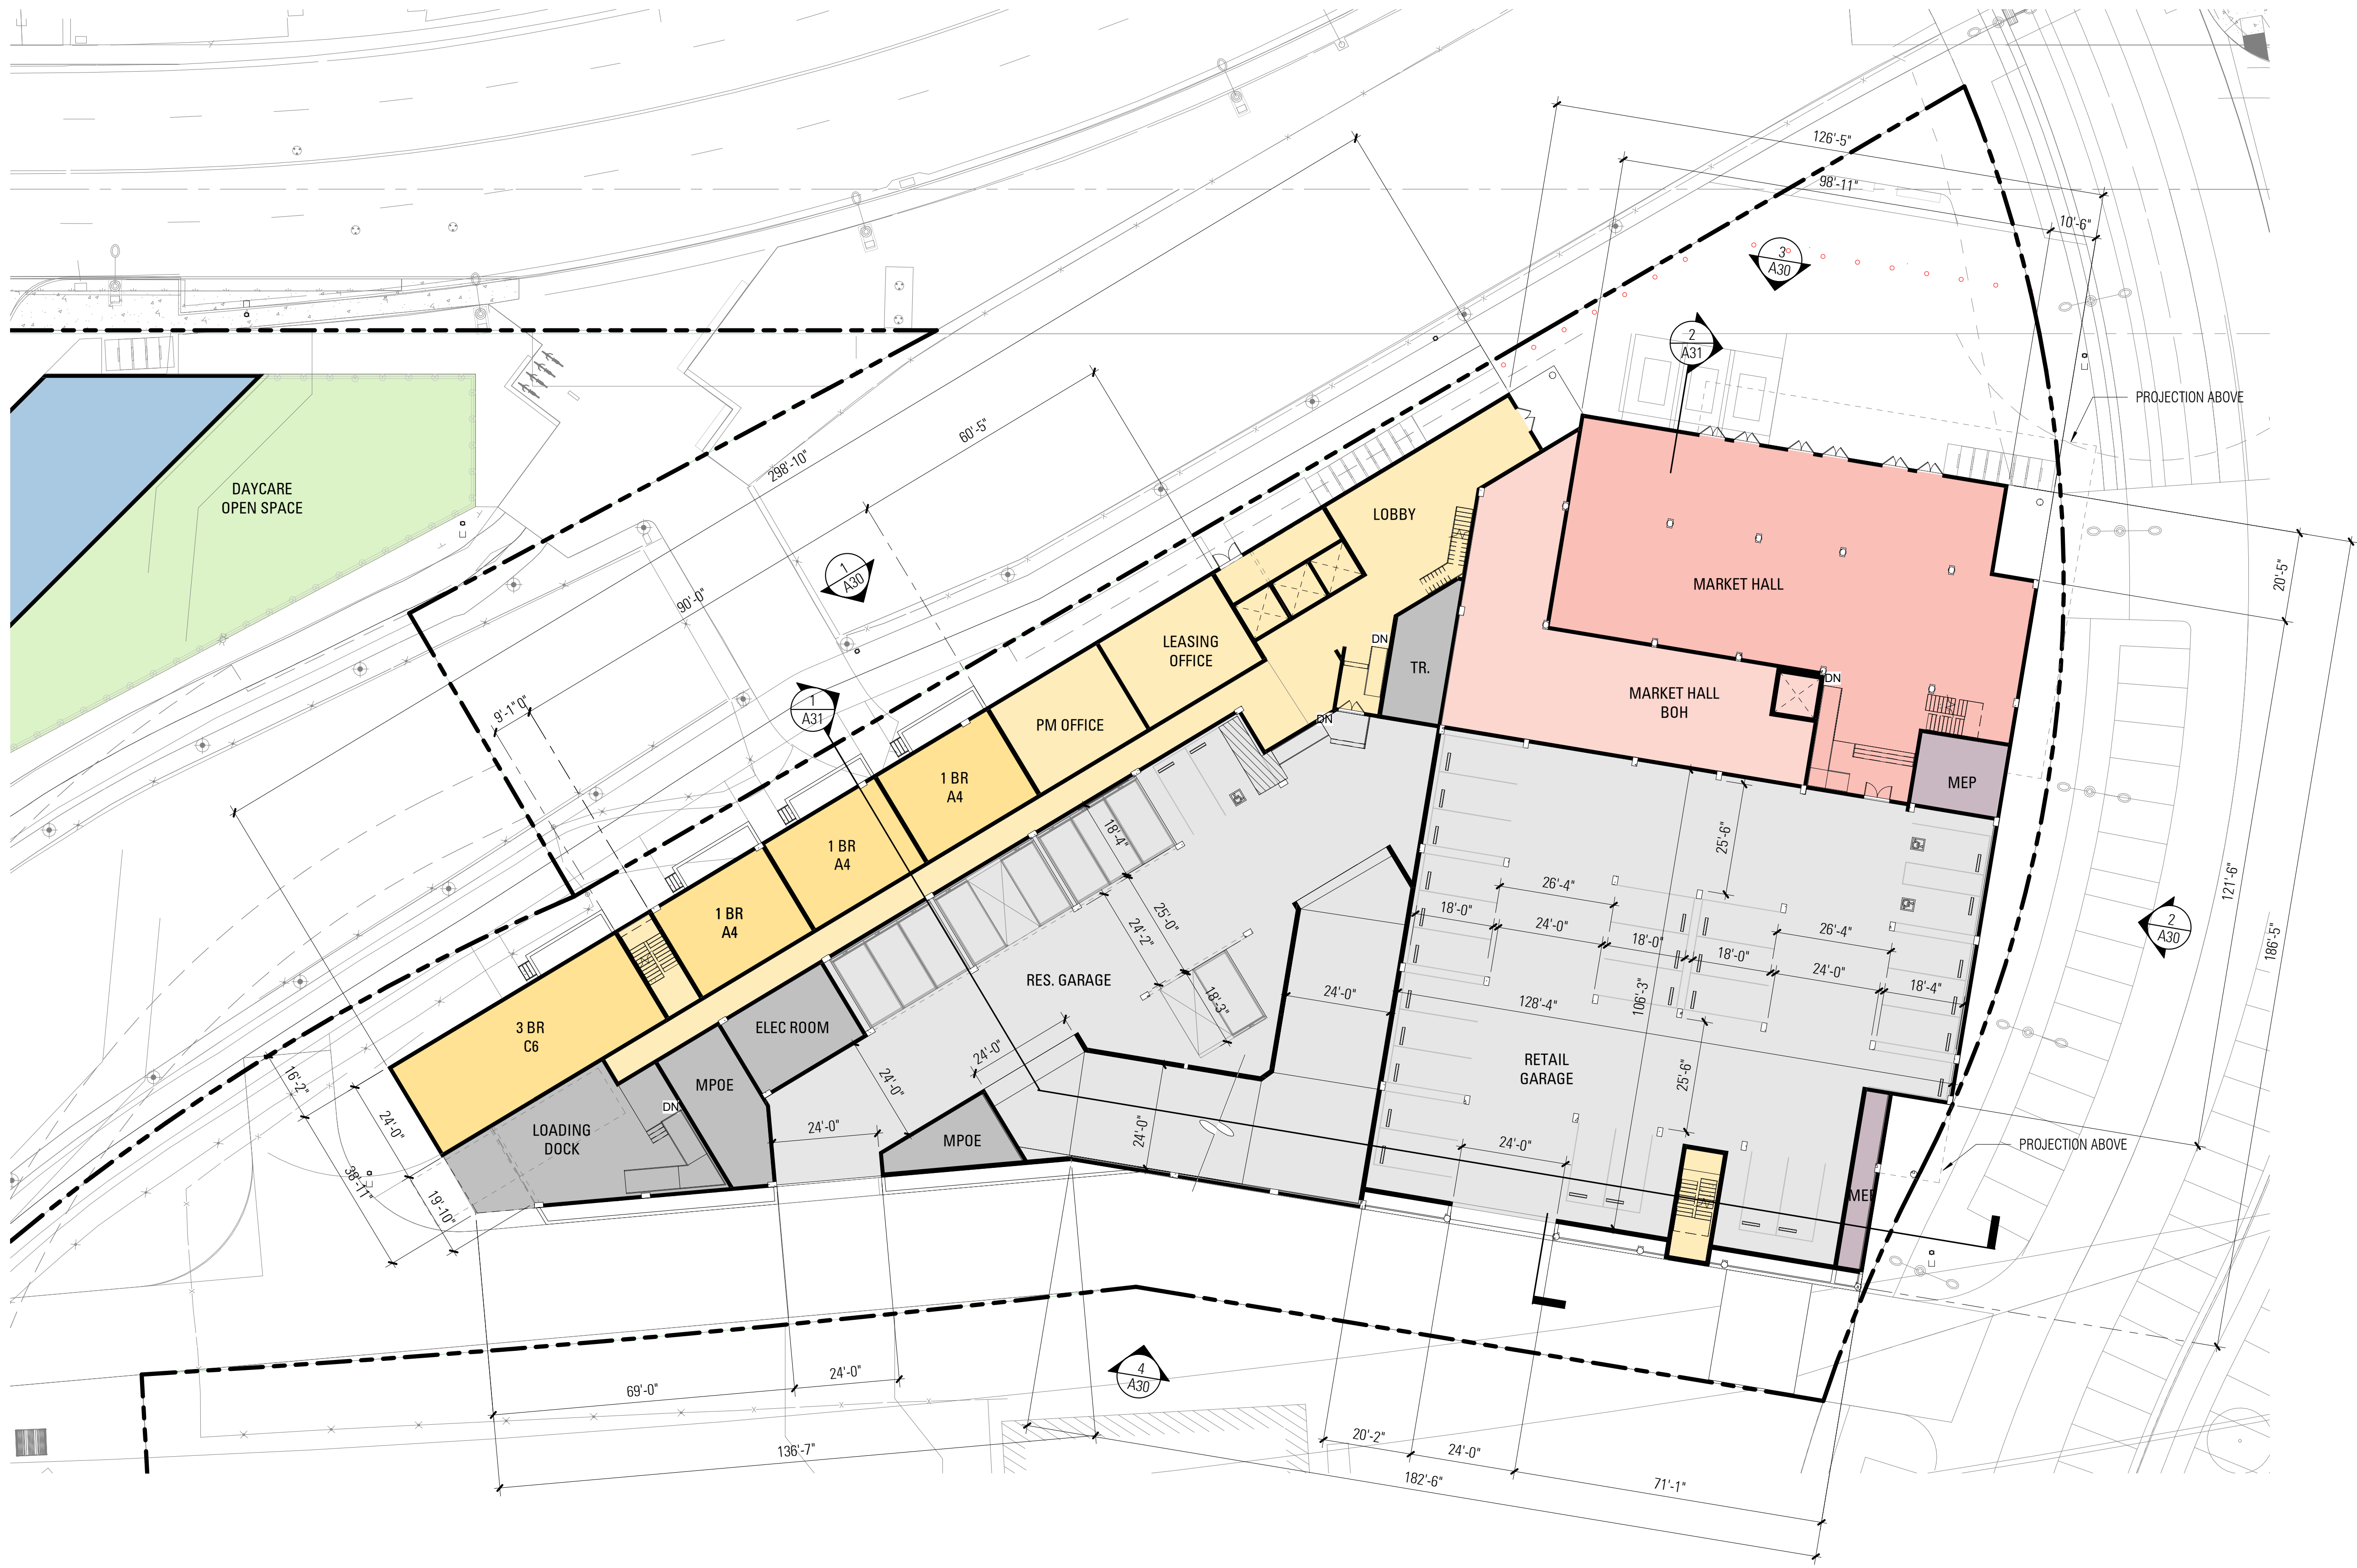 126'-5"
98'-11"
10'-6"
3
A30
2
A31
PROJECTION ABOVE
60'-5"
298'-10"
DAYCARE
OPEN SPACE
LOBBY
1
A30
90'-0"
MARKET HALL
20'-5"
LEASING
OFFICE
DN
TR.
DN
MARKET HALL
BOH
1
A31
PM OFFICE
DN
1 BR
A4
MEP
18'-4"
25'-6"
1 BR
A4
121'-6"
26'-4"
18'-0"
24'-0"
18'-0"
18'-0"
26'-4"
24'-0"
18'-4"
2
A30
186'-5"
1 BR
A4
25'-0"
24'-2"
RES. GARAGE
18'-3"
24'-0"
128'-4"
106'-3"
3 BR
C6
ELEC ROOM
24'-0"
RETAIL
GARAGE
25'-6"
16'-2"
24'-0"
MPOE
24'-0"
DN
LOADING
DOCK
24'-0"
MPOE
24'-0"
24'-0"
PROJECTION ABOVE
38'-11"
19'-10"
4
A30
69'-0"
24'-0"
136'-7"
20'-2"
24'-0"
182'-6"
71'-1"